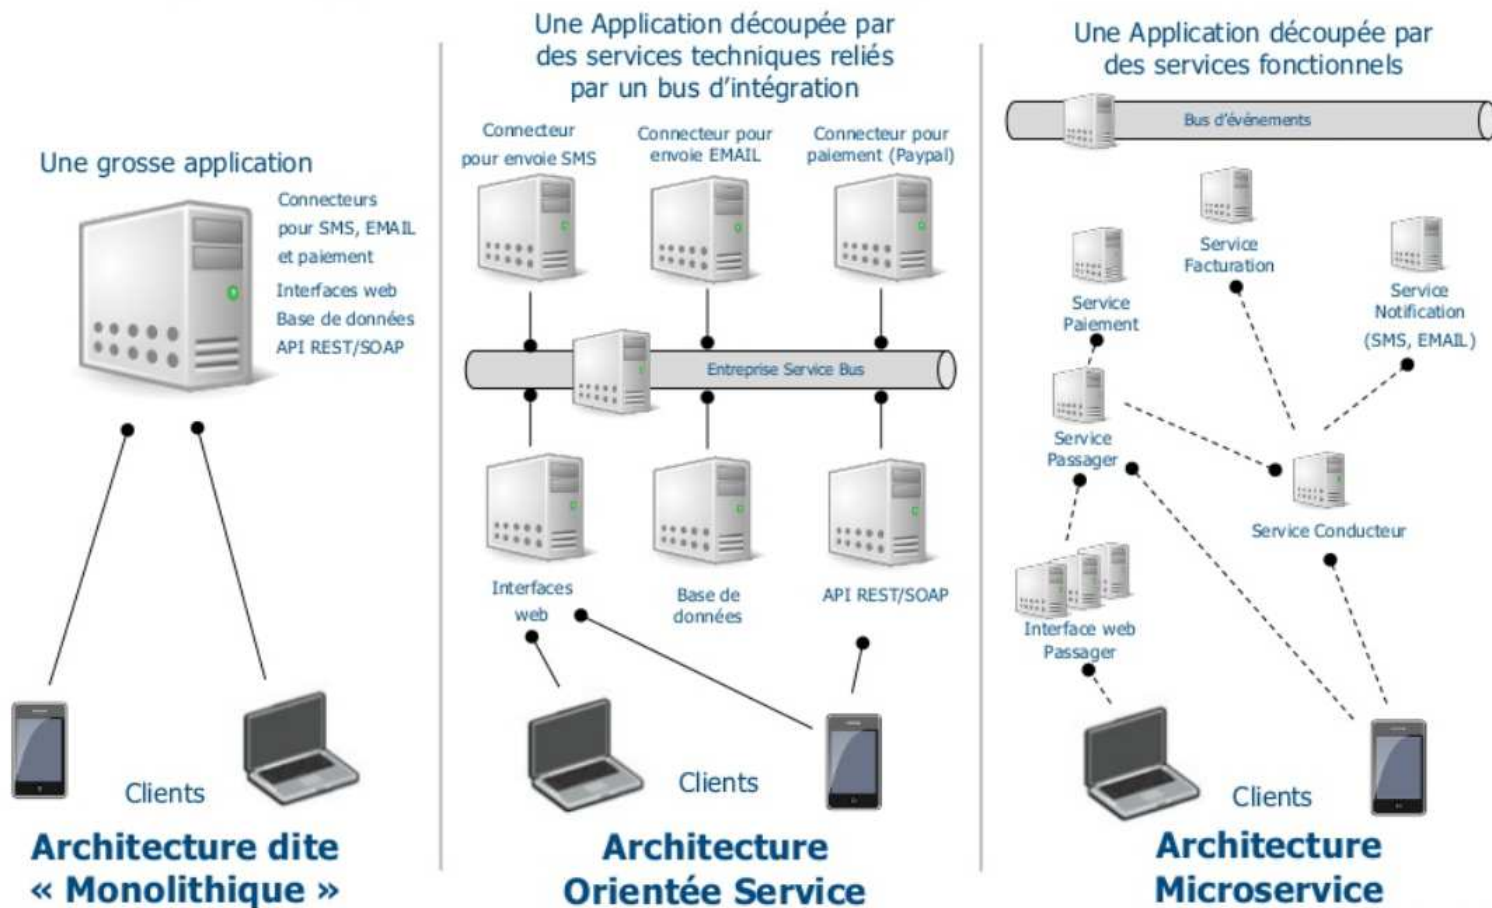 Une grosse application
Connecteurs
pour SMS, EMAIL
et paiement
Interfaces web
Base de données
API REST/SOAP
Clients
Architecture dite
« Monolithique »
Une Application découpée par
des services techniques reliés
par un bus d'intégration
Connecteur
pour envoie SMS
Connecteur pour
envoie EMAIL
Connecteur pour
paiement (Paypal)
Entreprise Service Bus
Interfaces
web
Base de
données
API REST/SOAP
Clients
Architecture
Orientée Service
Une Application découpée par
des services fonctionnels
Bus d'événements
Service
Facturation
Service
Paiement
Service
Notification
(SMS, EMAIL)
Service
Passager
Service Conducteur
Interface web
Passager
Clients
Architecture
Microservice